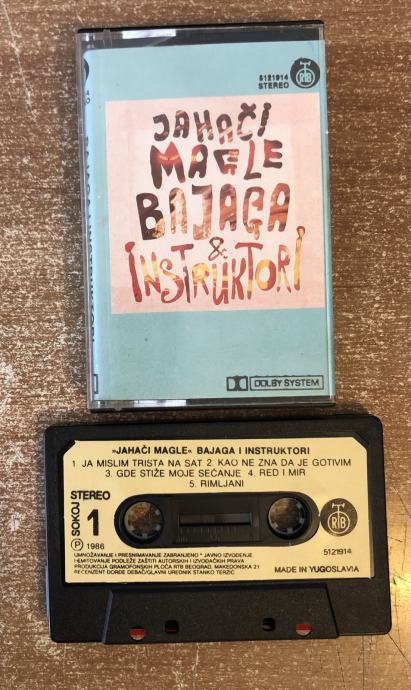 5121914
STEREO
RTB
JAHAČI
MAGLE
BAJAGA
&
INSTRUKTORI
DOLBY SYSTEM
»JAHAČI MAGLE« BAJAGA I INSTRUKTORI
1 JA MISLIM TRISTA NA SAT 2. KAO NE ZNA DA JE GOTIVIM
3. GDE STIŽE MOJE SEĆANJE 4. RED I MIR
5. RIMLJANI
STEREO
SOKOJ
1
RTB
P 1986
5121914
UMNOŽAVANJE I PRESNIMAVANJE ZABRANJENO * JAVNO IZVOĐENJE
I EMITOVANJE PODLEŽE ZAŠTITI AUTORSKIH I IZVOĐAČKIH PRAVA
PRODUKCIJA GRAMOFONSKIH PLOČA RTB BEOGRAD, MAKEDONSKA 21
RECENZENT ĐORĐE DEBAČ/GLAVNI UREDNIK STANKO TERZIĆ
MADE IN YUGOSLAVIA